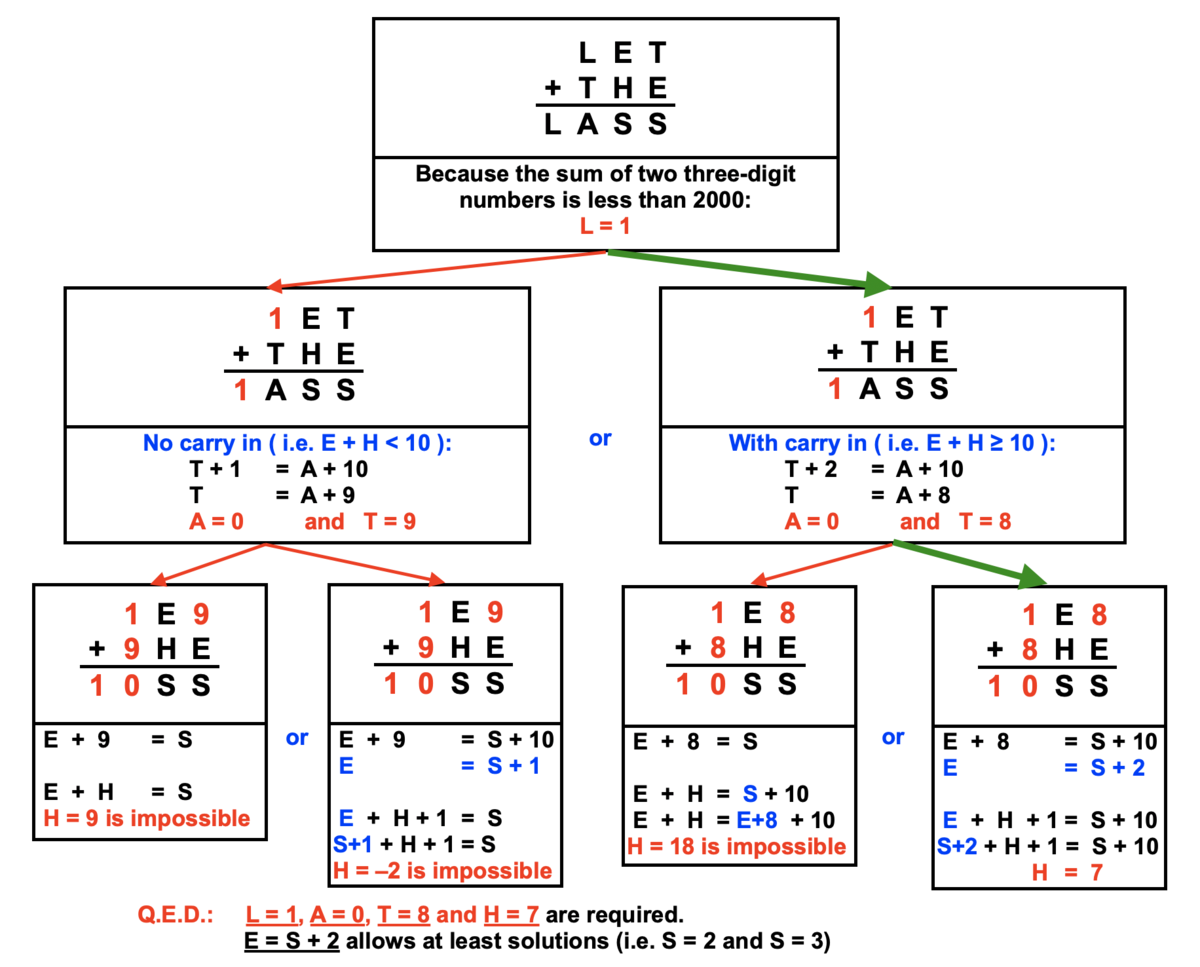 L E T
+ T H E
L A S S
Because the sum of two three-digit
numbers is less than 2000:
L = 1
1 E T
+ T H E
1 A S S
No carry in ( i.e. E + H < 10 ):
T + 1 = A + 10
T = A + 9
A = 0 and T = 9
or
1 E T
+ T H E
1 A S S
With carry in ( i.e. E + H ≥ 10 ):
T + 2 = A + 10
T = A + 8
A = 0 and T = 8
1 E 9
+ 9 H E
1 0 S S
E + 9 = S
E + H = S
H = 9 is impossible
or
1 E 9
+ 9 H E
1 0 S S
E + 9 = S + 10
E = S + 1
E + H + 1 = S
S+1 + H + 1 = S
H = –2 is impossible
1 E 8
+ 8 H E
1 0 S S
E + 8 = S
E + H = S + 10
E + H = E+8 + 10
H = 18 is impossible
or
1 E 8
+ 8 H E
1 0 S S
E + 8 = S + 10
E = S + 2
E + H + 1 = S + 10
S+2 + H + 1 = S + 10
H = 7
Q.E.D.: L = 1, A = 0, T = 8 and H = 7 are required.
E = S + 2 allows at least solutions (i.e. S = 2 and S = 3)